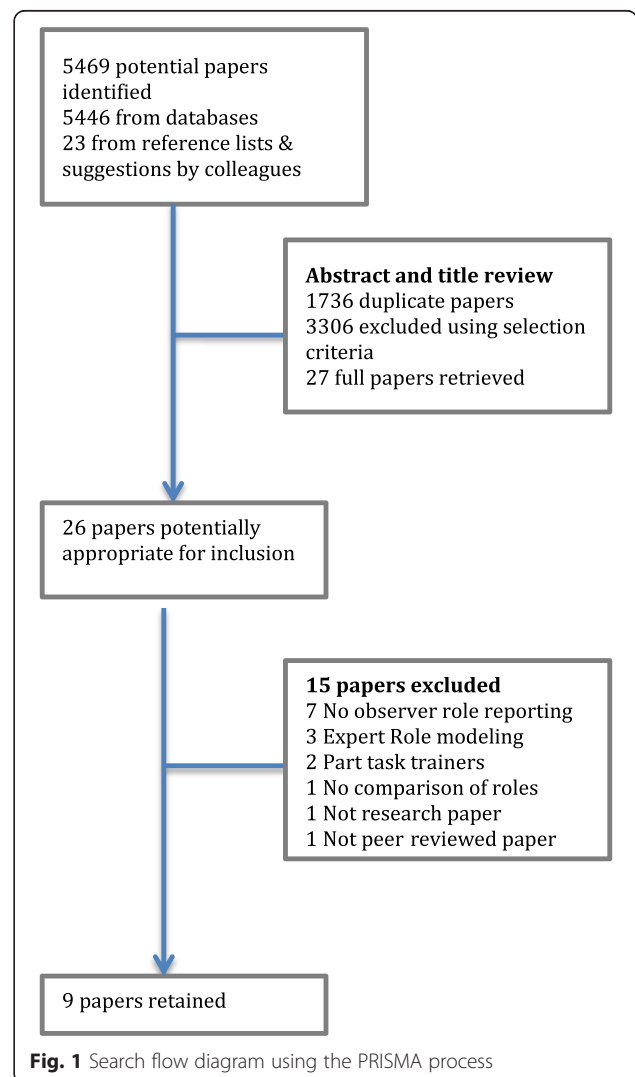 5469 potential papers
identified
5446 from databases
23 from reference lists &
suggestions by colleagues
Abstract and title review
1736 duplicate papers
3306 excluded using selection
criteria
27 full papers retrieved
26 papers potentially
appropriate for inclusion
15 papers excluded
7 No observer role reporting
3 Expert Role modeling
2 Part task trainers
1 No comparison of roles
1 Not research paper
1 Not peer reviewed paper
9 papers retained
Fig. 1 Search flow diagram using the PRISMA process